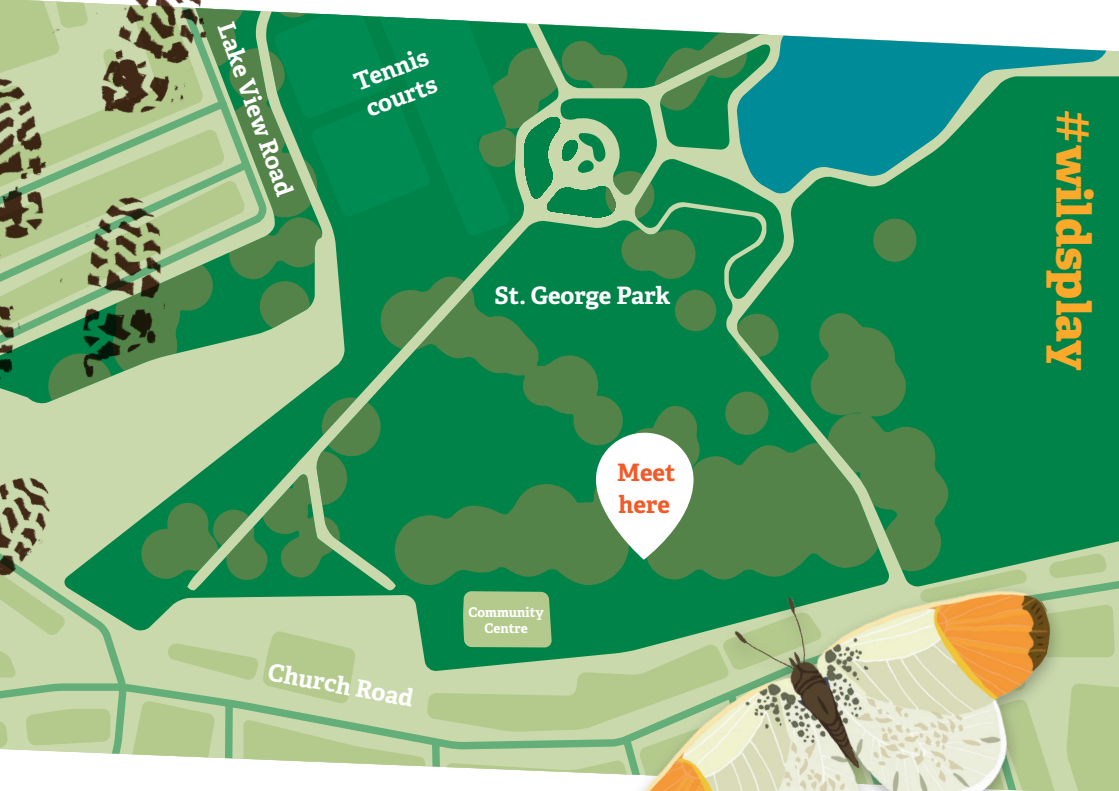 Lake View Road
Tennis
courts
#wildsplay
St. George Park
Meet
here
Community
Centre
Church Road